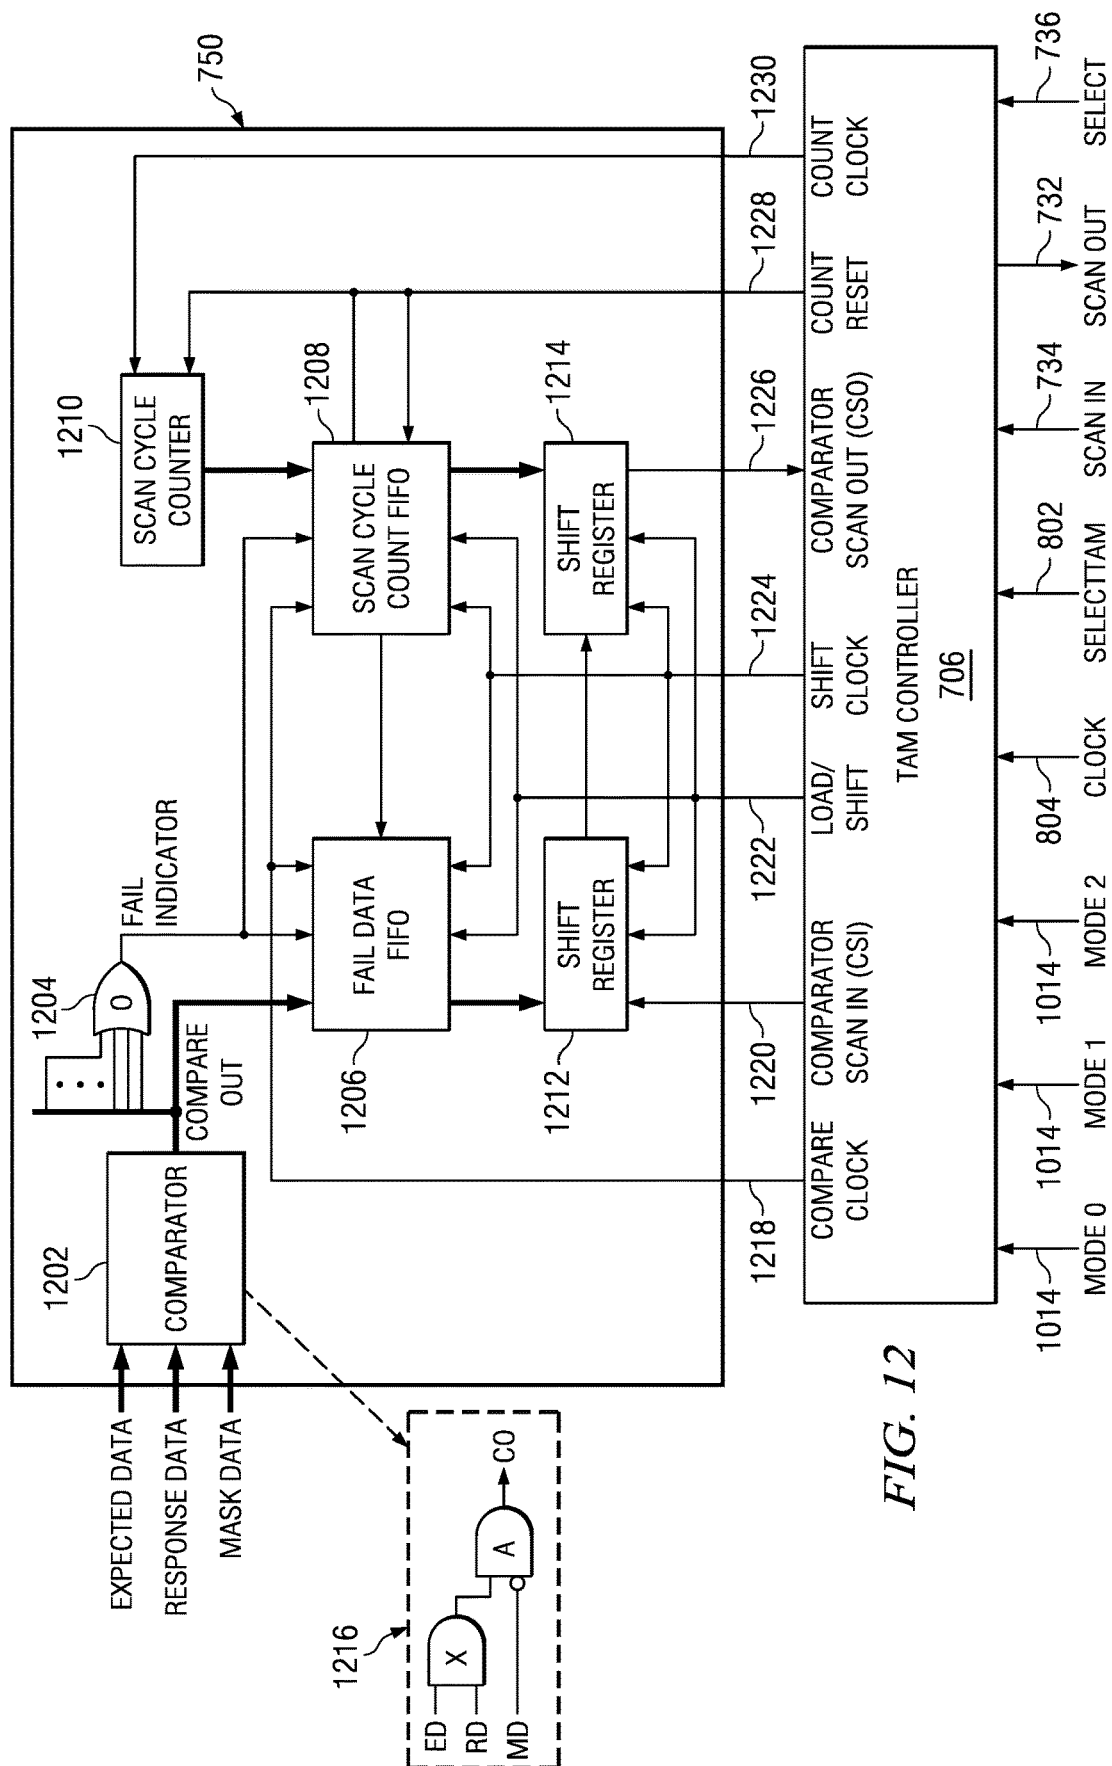 750
1202
COMPARATOR
EXPECTED DATA
RESPONSE DATA
MASK DATA
COMPARE
OUT
1204
O
FAIL
INDICATOR
1210
SCAN CYCLE
COUNTER
1206
FAIL DATA
FIFO
1208
SCAN CYCLE
COUNT FIFO
1212
SHIFT
REGISTER
1214
SHIFT
REGISTER
1216
ED
RD
MD
X
A
CO
1218
1220
1222
1224
1226
1228
1230
COMPARE
CLOCK
COMPARATOR
SCAN IN (CSI)
LOAD/
SHIFT
SHIFT
CLOCK
COMPARATOR
SCAN OUT (CSO)
COUNT
RESET
COUNT
CLOCK
TAM CONTROLLER
706
1014
1014
1014
804
802
734
732
736
MODE 0
MODE 1
MODE 2
CLOCK
SELECTTAM
SCAN IN
SCAN OUT
SELECT
FIG. 12